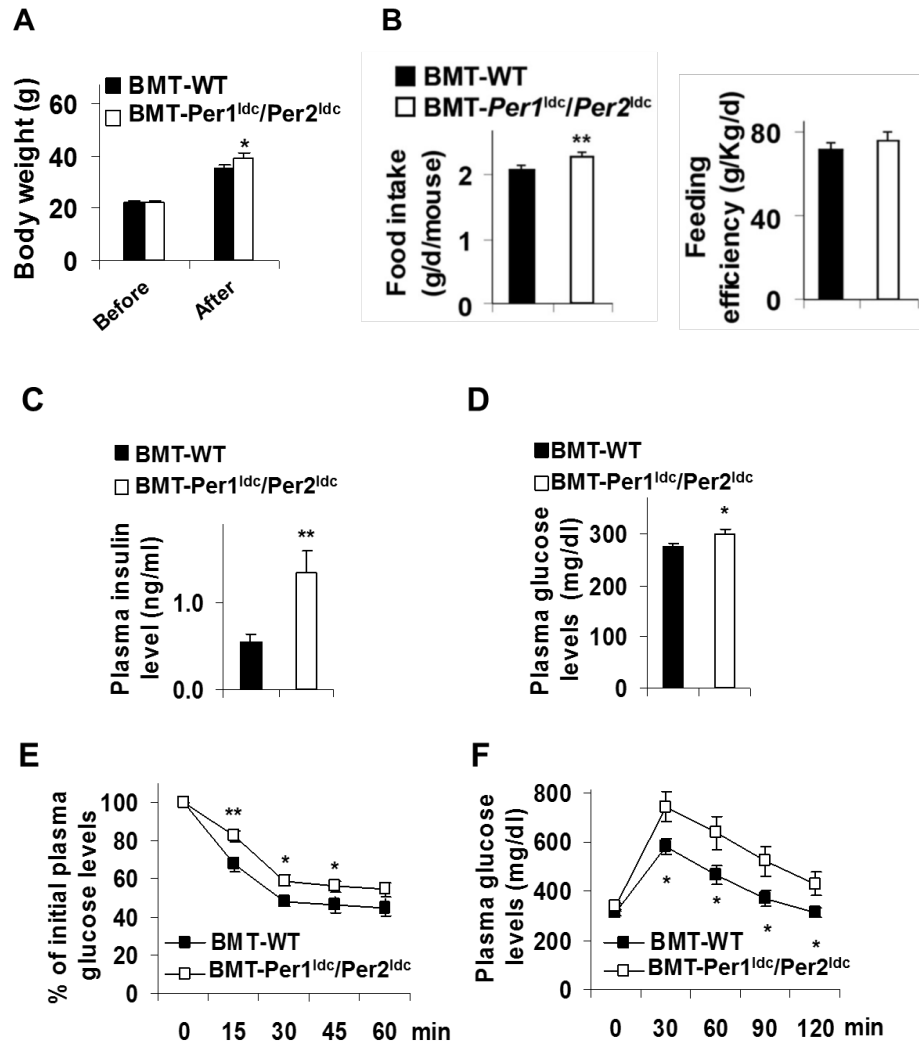 A
BMT-WT
BMT-Per1ldc/Per2ldc
Body weight (g)
60
40
20
0
*
Before
After
B
BMT-WT
BMT-Per1ldc/Per2ldc
Food intake
(g/d/mouse)
2
1
0
**
Feeding
efficiency (g/Kg/d)
80
40
0
C
BMT-WT
BMT-Per1ldc/Per2ldc
Plasma insulin
level (ng/ml)
1.0
0.0
**
D
BMT-WT
BMT-Per1ldc/Per2ldc
Plasma glucose
levels (mg/dl)
300
200
100
0
*
E
% of initial plasma
glucose levels
100
80
60
40
20
0
**
*
*
BMT-WT
BMT-Per1ldc/Per2ldc
0 15 30 45 60 min
F
Plasma glucose
levels (mg/dl)
800
600
400
200
0
*
*
*
*
BMT-WT
BMT-Per1ldc/Per2ldc
0 30 60 90 120 min